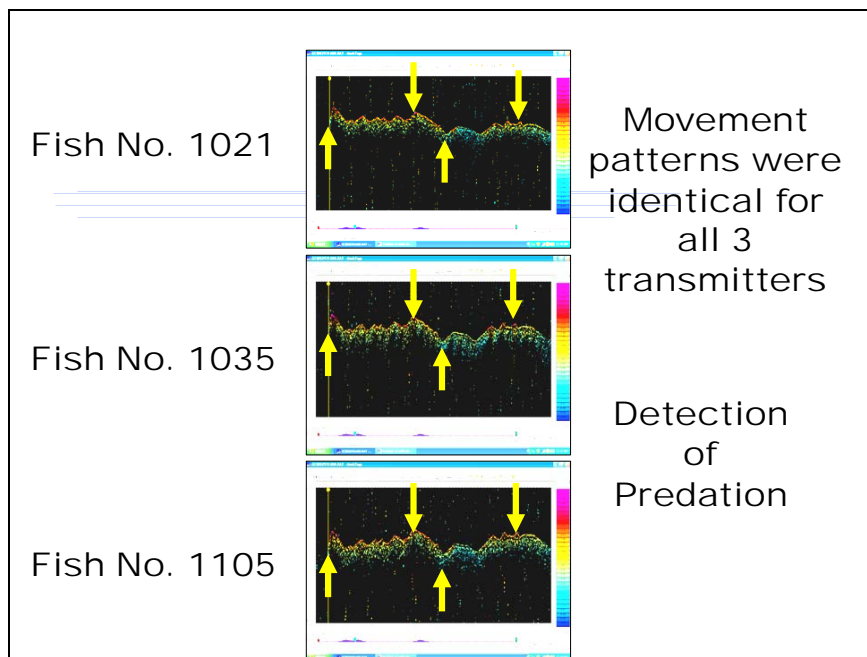 Fish No. 1021
Movement
patterns were
identical for
all 3
transmitters
Fish No. 1035
Detection
of
Predation
Fish No. 1105